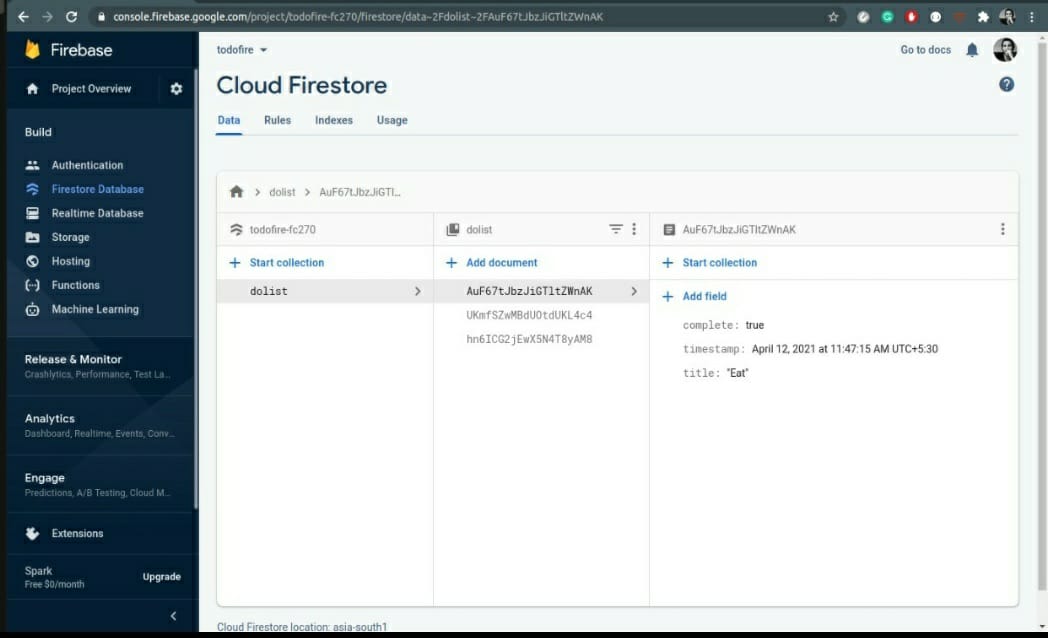 console.firebase.google.com/project/todofire-fc270/firestore/data~2Fdolist~2FAuF67tJbzJiGTltZWnAK
Firebase
Project Overview
Build
Authentication
Firestore Database
Realtime Database
Storage
Hosting
Functions
Machine Learning
Release & Monitor
Crashlytics, Performance, Test La...
Analytics
Dashboard, Realtime, Events, Conv...
Engage
Predictions, A/B Testing, Cloud M...
Extensions
Spark
Free $0/month
Upgrade
todofire
Go to docs
Cloud Firestore
Data Rules Indexes Usage
dolist AuF67tJbzJiGTl...
todofire-fc270
+ Start collection
dolist
dolist
+ Add document
AuF67tJbzJiGTltZWnAK
UKmfSZwMBdUOtdUKL4c4
hn6ICG2jEwX5N4T8yAM8
AuF67tJbzJiGTltZWnAK
+ Start collection
+ Add field
complete: true
timestamp: April 12, 2021 at 11:47:15 AM UTC+5:30
title: "Eat"
Cloud Firestore location: asia-south1